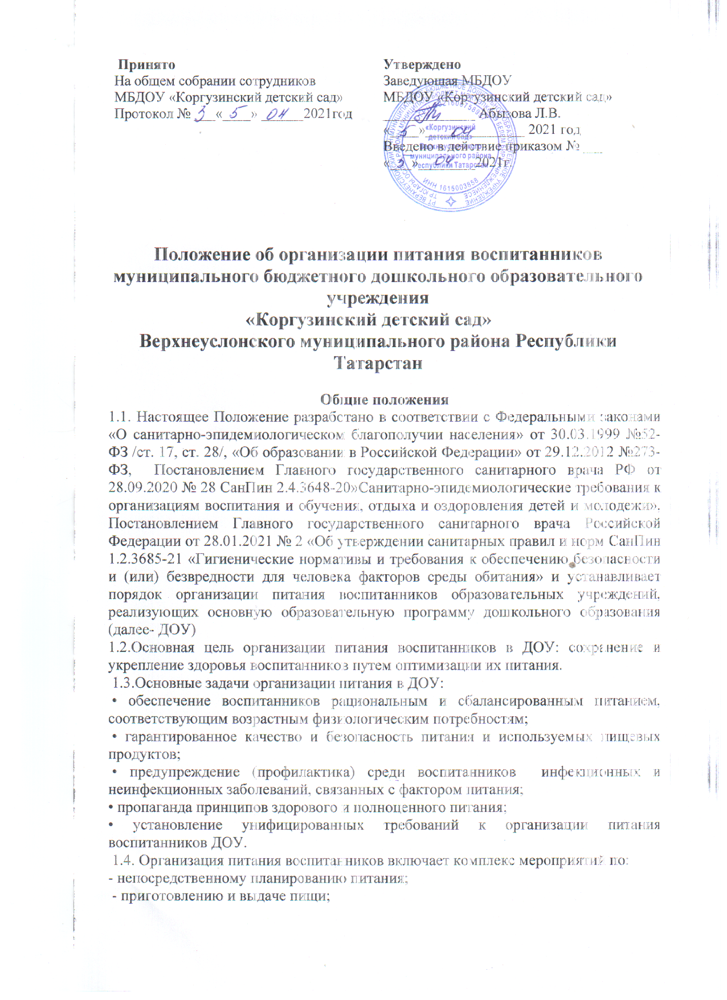 Принято
На общем собрании сотрудников
МБДОУ «Коргузинский детский сад»
Протокол № 3 « 5 » 04 2021год
Утверждено
Заведующая МБДОУ
МБДОУ «Коргузинский детский сад»
Абызова Л.В.
« 5 » 04 2021 год
Введено в действие приказом №
« 5 » 04 2021г.
«Коргузинский
детский сад»
Верхнеуслонского
муниципального района
Республики Татарстан
ИНН 1615003858
Положение об организации питания воспитанников
муниципального бюджетного дошкольного образовательного
учреждения
«Коргузинский детский сад»
Верхнеуслонского муниципального района Республики
Татарстан
Общие положения
1.1. Настоящее Положение разработано в соответствии с Федеральными законами
«О санитарно-эпидемиологическом благополучии населения» от 30.03.1999 №52-
ФЗ /ст. 17, ст. 28/, «Об образовании в Российской Федерации» от 29.12.2012 №273-
ФЗ, Постановлением Главного государственного санитарного врача РФ от
28.09.2020 № 28 СанПин 2.4.3648-20»Санитарно-эпидемиологические требования к
организациям воспитания и обучения, отдыха и оздоровления детей и молодежи».
Постановлением Главного государственного санитарного врача Российской
Федерации от 28.01.2021 № 2 «Об утверждении санитарных правил и норм СанПин
1.2.3685-21 «Гигиенические нормативы и требования к обеспечению безопасности
и (или) безвредности для человека факторов среды обитания» и устанавливает
порядок организации питания воспитанников образовательных учреждений,
реализующих основную образовательную программу дошкольного образования
(далее- ДОУ)
1.2.Основная цель организации питания воспитанников в ДОУ: сохранение и
укрепление здоровья воспитанников путем оптимизации их питания.
1.3.Основные задачи организации питания в ДОУ:
• обеспечение воспитанников рациональным и сбалансированным питанием,
соответствующим возрастным физиологическим потребностям;
• гарантированное качество и безопасность питания и используемых пищевых
продуктов;
• предупреждение (профилактика) среди воспитанников инфекционных и
неинфекционных заболеваний, связанных с фактором питания;
• пропаганда принципов здорового и полноценного питания;
• установление унифицированных требований к организации питания
воспитанников ДОУ.
1.4. Организация питания воспитанников включает комплекс мероприятий по:
- непосредственному планированию питания;
- приготовлению и выдаче пищи;